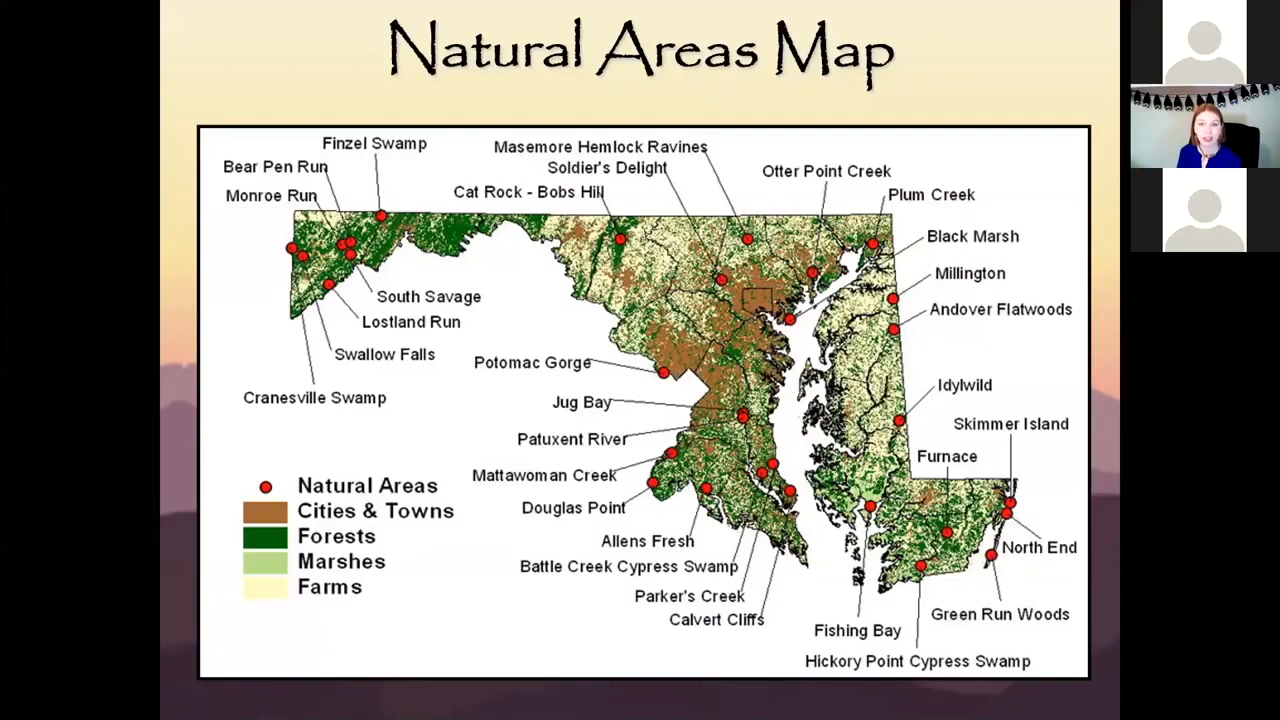 Natural Areas Map
Finzel Swamp
Masemore Hemlock Ravines
Bear Pen Run
Soldier's Delight
Otter Point Creek
Monroe Run
Cat Rock - Bobs Hill
Plum Creek
Black Marsh
Millington
South Savage
Andover Flatwoods
Lostland Run
Swallow Falls
Potomac Gorge
Cranesville Swamp
Idylwild
Jug Bay
Skimmer Island
Patuxent River
Furnace
Mattawoman Creek
Natural Areas
Cities & Towns
Douglas Point
Forests
Allens Fresh
North End
Marshes
Battle Creek Cypress Swamp
Farms
Parker's Creek
Green Run Woods
Calvert Cliffs
Fishing Bay
Hickory Point Cypress Swamp